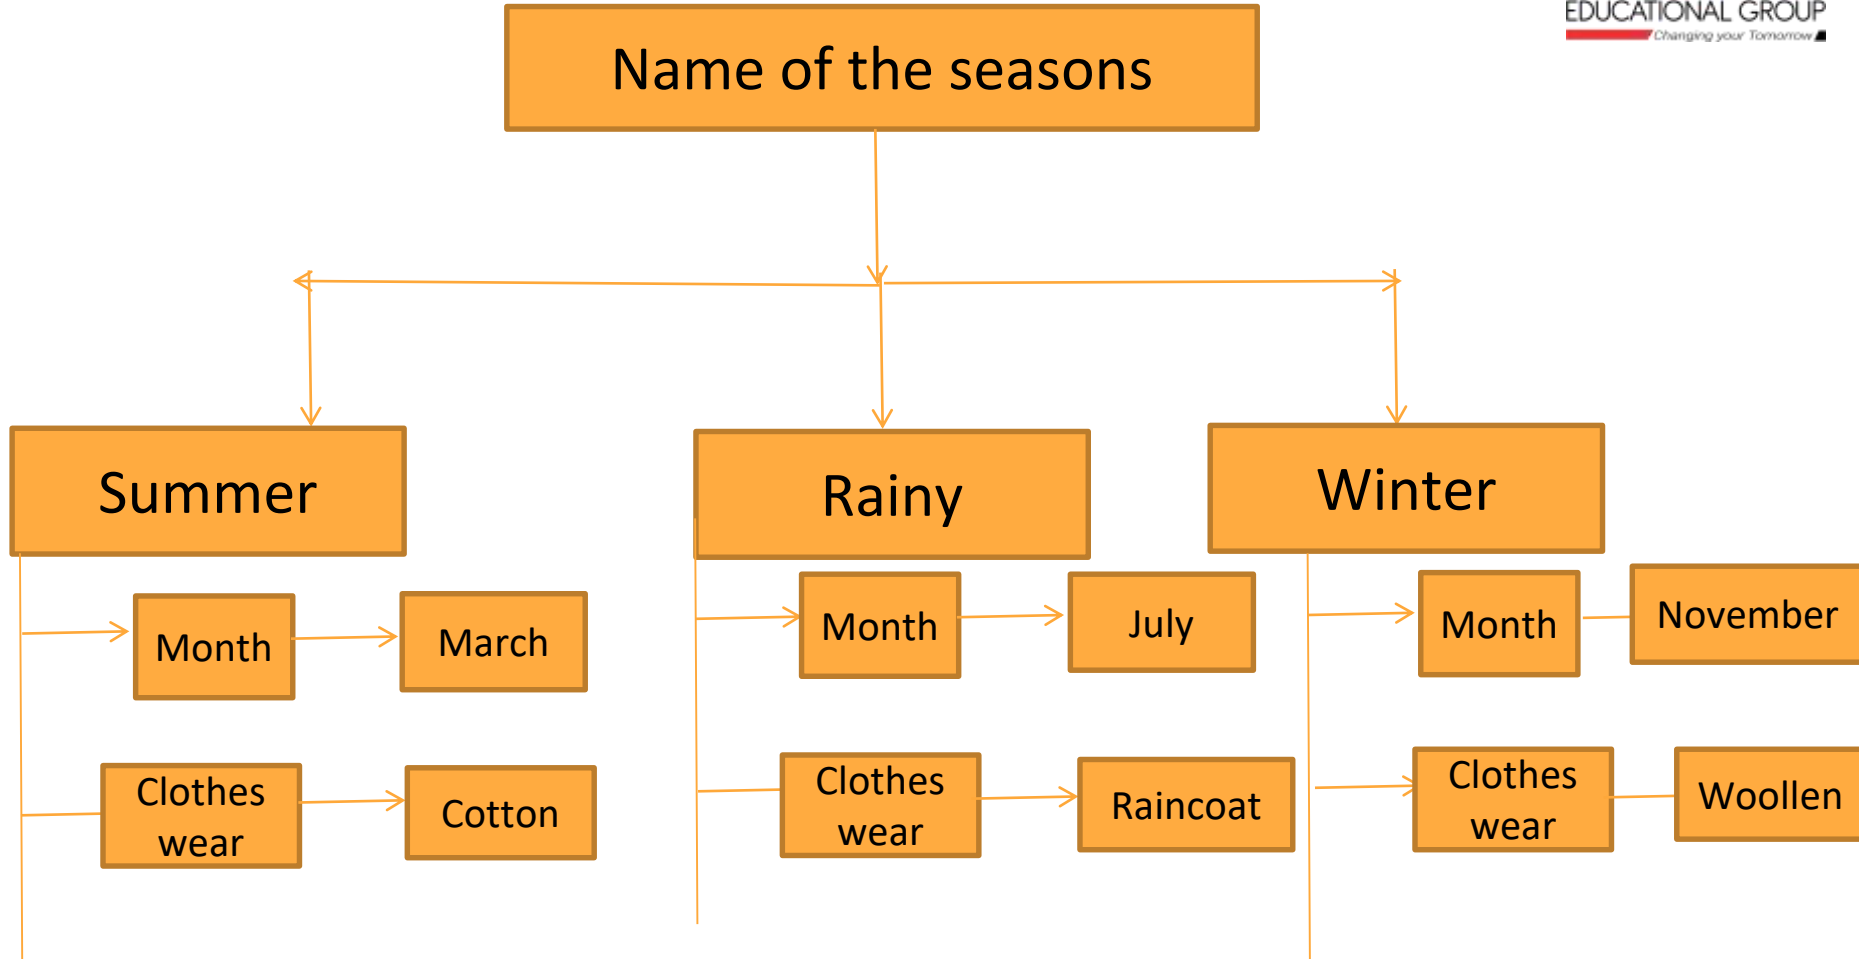 EDUCATIONAL GROUP
Changing your Tomorrow
Name of the seasons
Summer
Rainy
Winter
Month
March
Month
July
Month
November
Clothes
wear
Cotton
Clothes
wear
Raincoat
Clothes
wear
Woollen